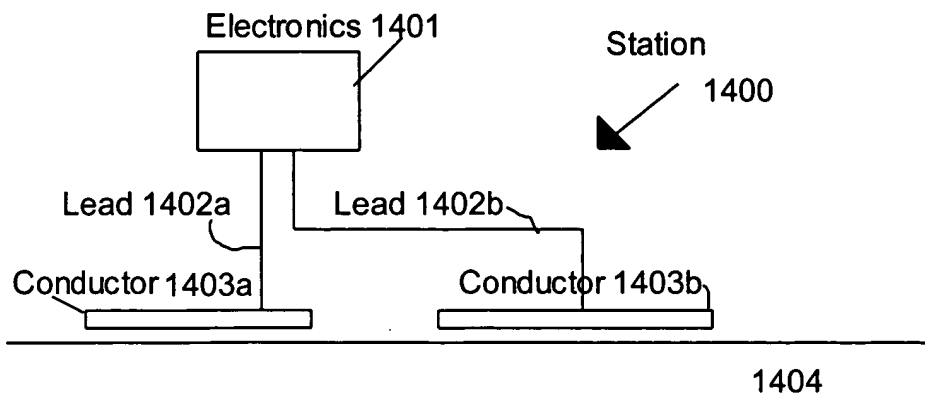 Electronics 1401
Station
1400
Lead 1402a
Lead 1402b
Conductor 1403a
Conductor 1403b
1404